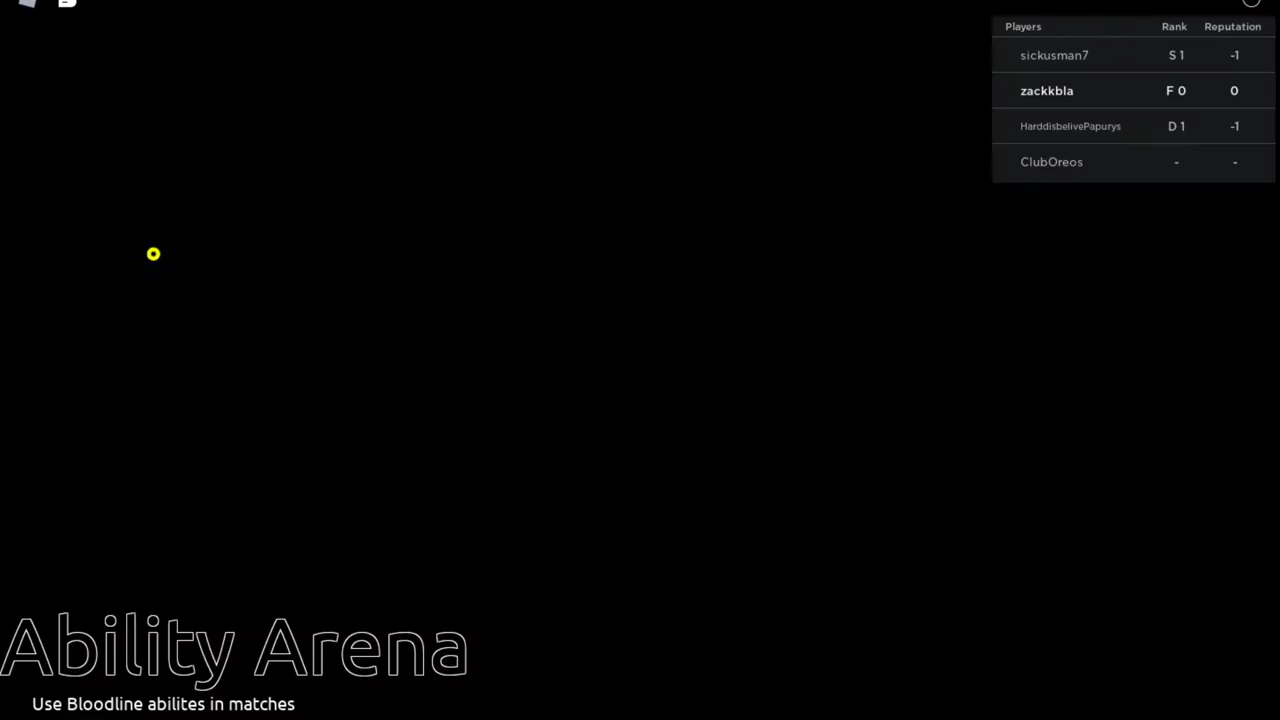 Players Rank Reputation
sickusman7 S 1 -1
zackkbla F 0 0
HarddisbelivePapurys D 1 -1
ClubOreos - -
Ability Arena
Use Bloodline abilites in matches